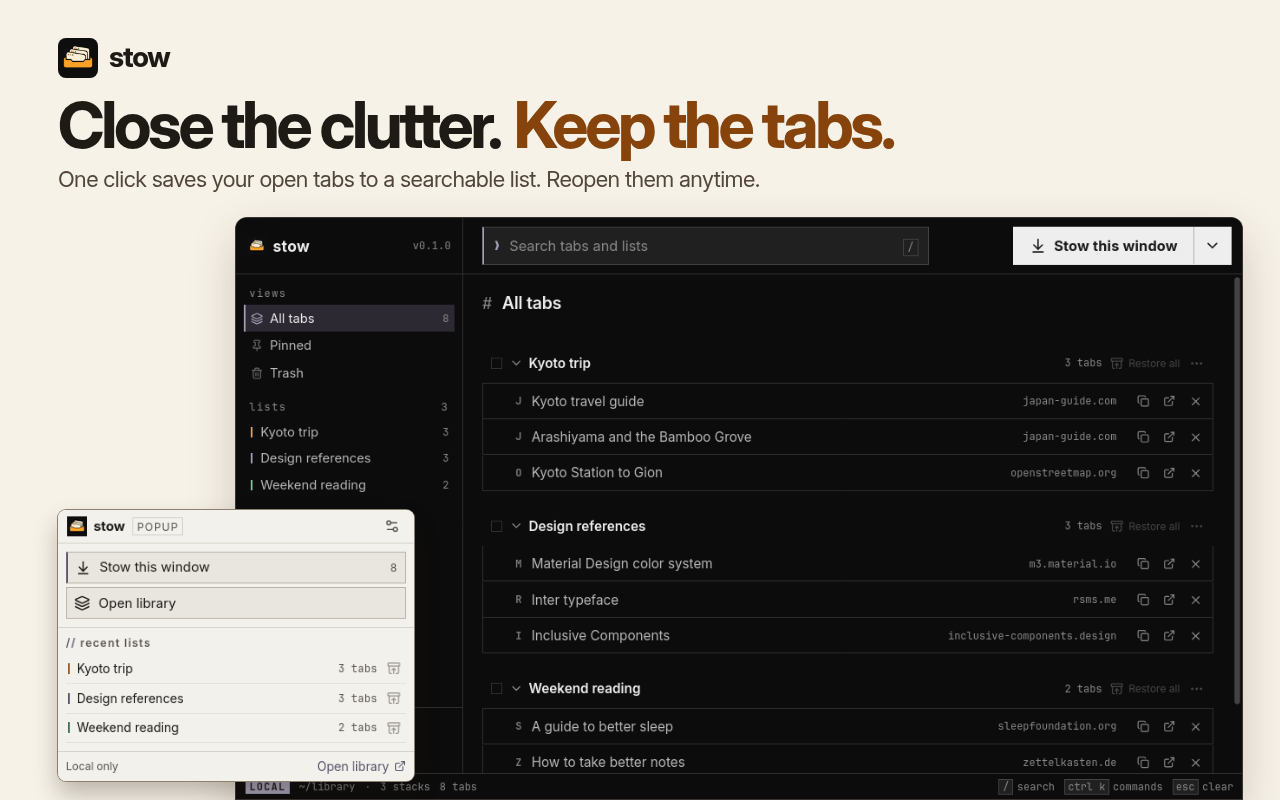 stow
Close the clutter. Keep the tabs.
One click saves your open tabs to a searchable list. Reopen them anytime.
stow v0.1.0
Search tabs and lists /
Stow this window
views
All tabs 8
Pinned
Trash
lists 3
Kyoto trip 3
Design references 3
Weekend reading 2
# All tabs
Kyoto trip 3 tabs Restore all
J Kyoto travel guide japan-guide.com
J Arashiyama and the Bamboo Grove japan-guide.com
O Kyoto Station to Gion openstreetmap.org
Design references 3 tabs Restore all
M Material Design color system m3.material.io
R Inter typeface rsms.me
I Inclusive Components inclusive-components.design
Weekend reading 2 tabs Restore all
S A guide to better sleep sleepfoundation.org
Z How to take better notes zettelkasten.de
LOCAL ~/library · 3 stacks 8 tabs
/ search ctrl k commands esc clear
stow POPUP
Stow this window 8
Open library
// recent lists
Kyoto trip 3 tabs
Design references 3 tabs
Weekend reading 2 tabs
Local only Open library